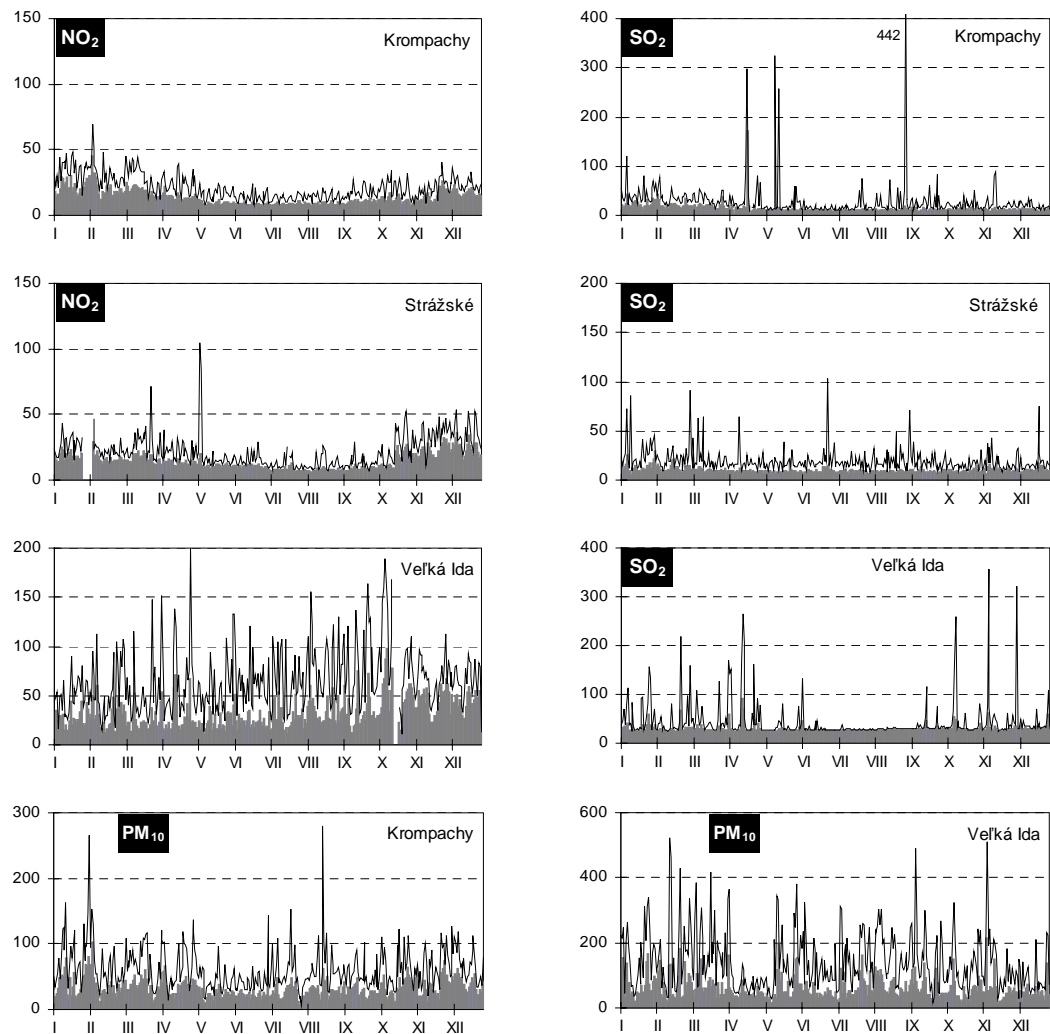 NO₂ Krompachy
150
100
50
0
I II III IV V VI VII VIII IX X XI XII
SO₂ 442 Krompachy
400
300
200
100
0
I II III IV V VI VII VIII IX X XI XII
NO₂ Strážské
150
100
50
0
I II III IV V VI VII VIII IX X XI XII
SO₂ Strážské
200
150
100
50
0
I II III IV V VI VII VIII IX X XI XII
Veľká Ida
200
150
100
50
0
I II III IV V VI VII VIII IX X XI XII
SO₂ Veľká Ida
400
300
200
100
0
I II III IV V VI VII VIII IX X XI XII
PM₁₀ Krompachy
300
200
100
0
I II III IV V VI VII VIII IX X XI XII
PM₁₀ Veľká Ida
600
400
200
0
I II III IV V VI VII VIII IX X XI XII